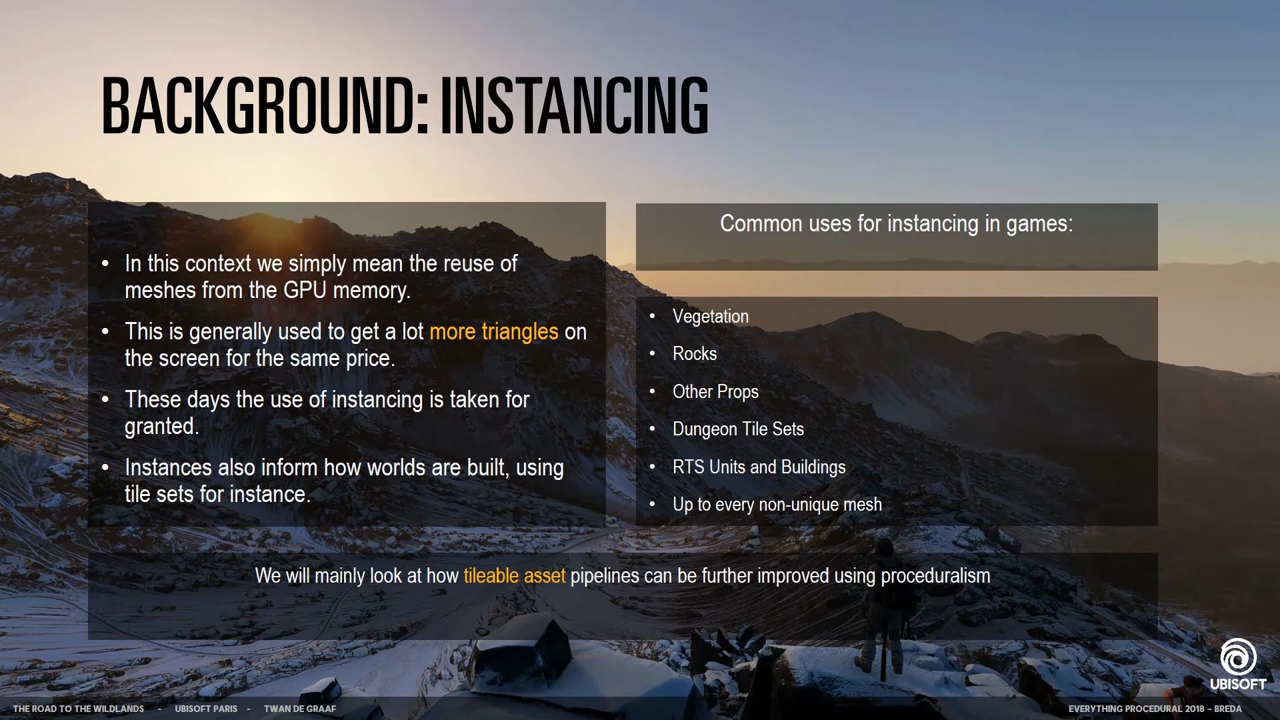 BACKGROUND: INSTANCING
• In this context we simply mean the reuse of
meshes from the GPU memory.
• This is generally used to get a lot more triangles on
the screen for the same price.
• These days the use of instancing is taken for
granted.
• Instances also inform how worlds are built, using
tile sets for instance.
Common uses for instancing in games:
• Vegetation
• Rocks
• Other Props
• Dungeon Tile Sets
• RTS Units and Buildings
• Up to every non-unique mesh
We will mainly look at how tileable asset pipelines can be further improved using proceduralism
UBISOFT
THE ROAD TO THE WILDLANDS - UBISOFT PARIS - TWAN DE GRAAF
EVERYTHING PROCEDURAL 2018 – BREDA